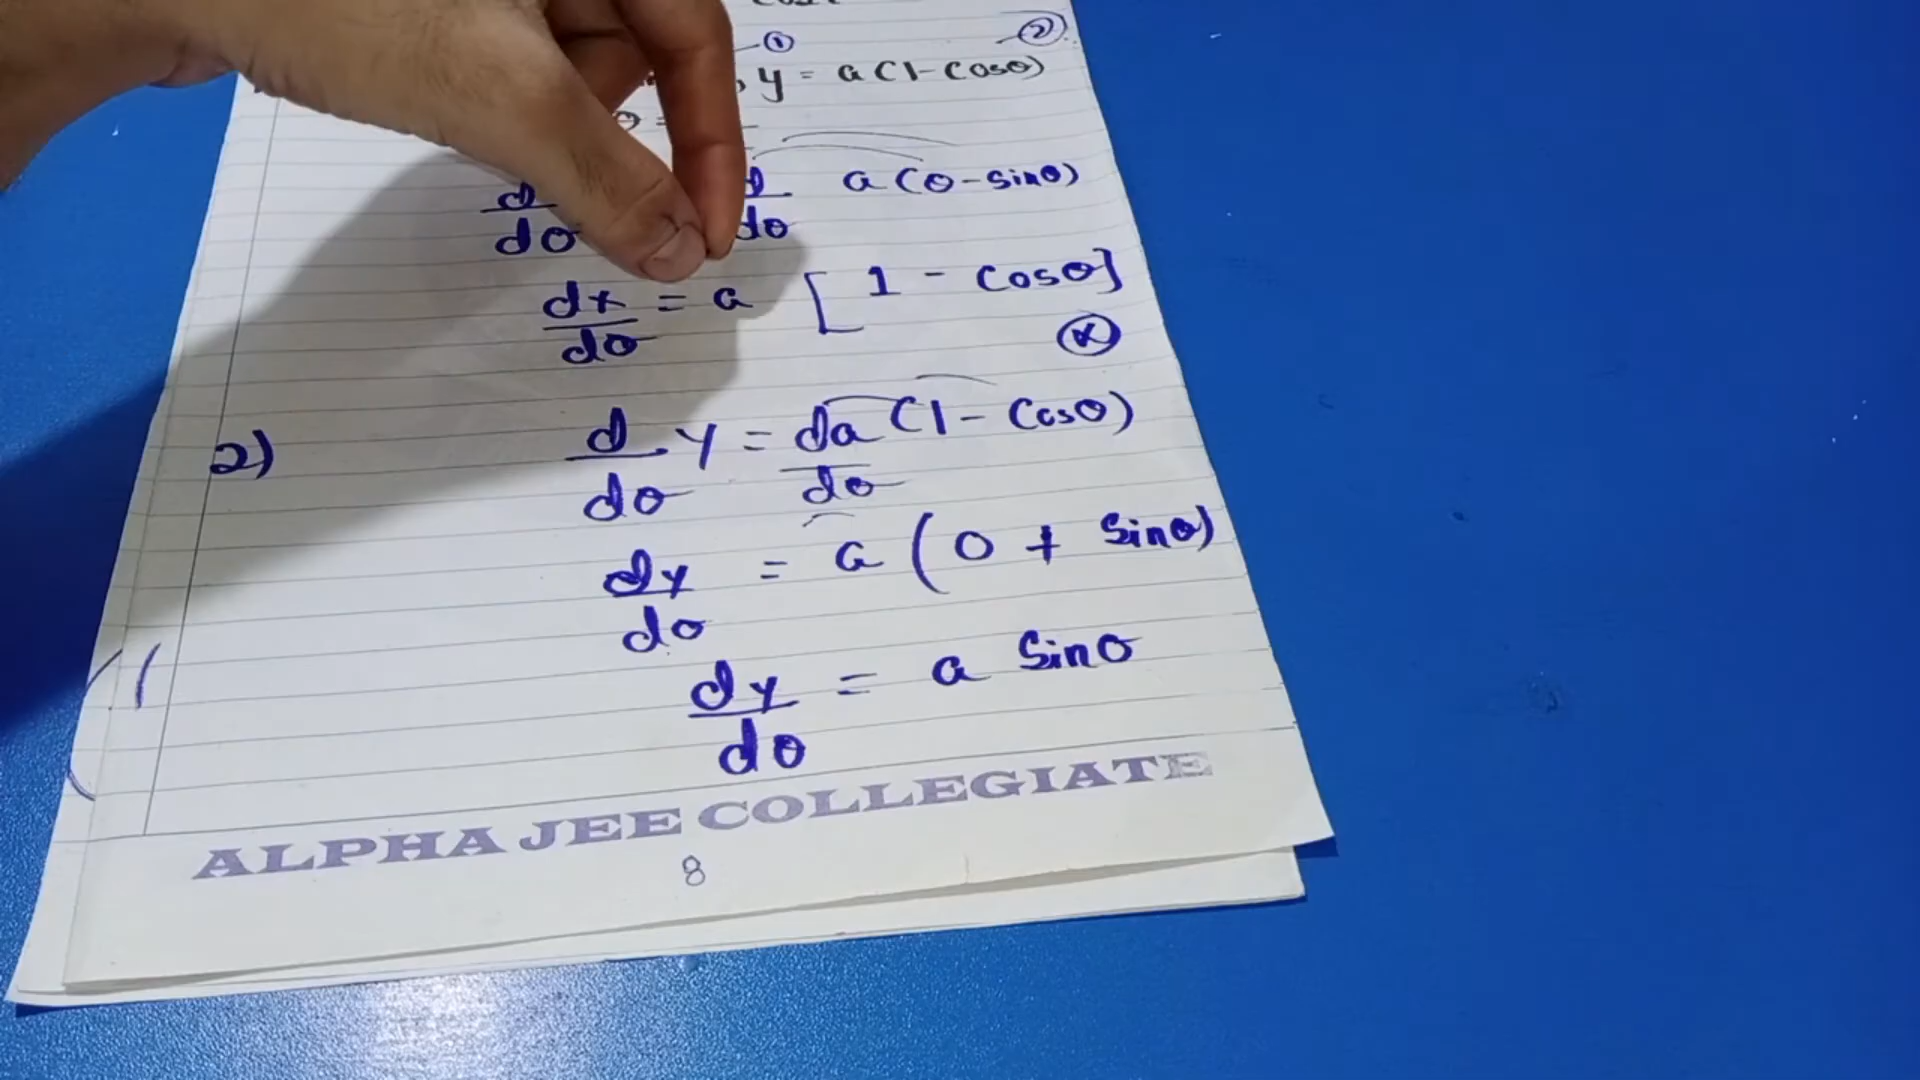 ① ②
, y = a(1-Cosθ)
θ =
d/dθ d/dθ a(θ-sinθ)
dx/dθ = a [1 - Cosθ]
ⓧ
2) d/dθ y = da/dθ (1 - Cosθ)
dy/dθ = a (0 + Sinθ)
dy/dθ = a Sinθ
ALPHA JEE COLLEGIATE
8